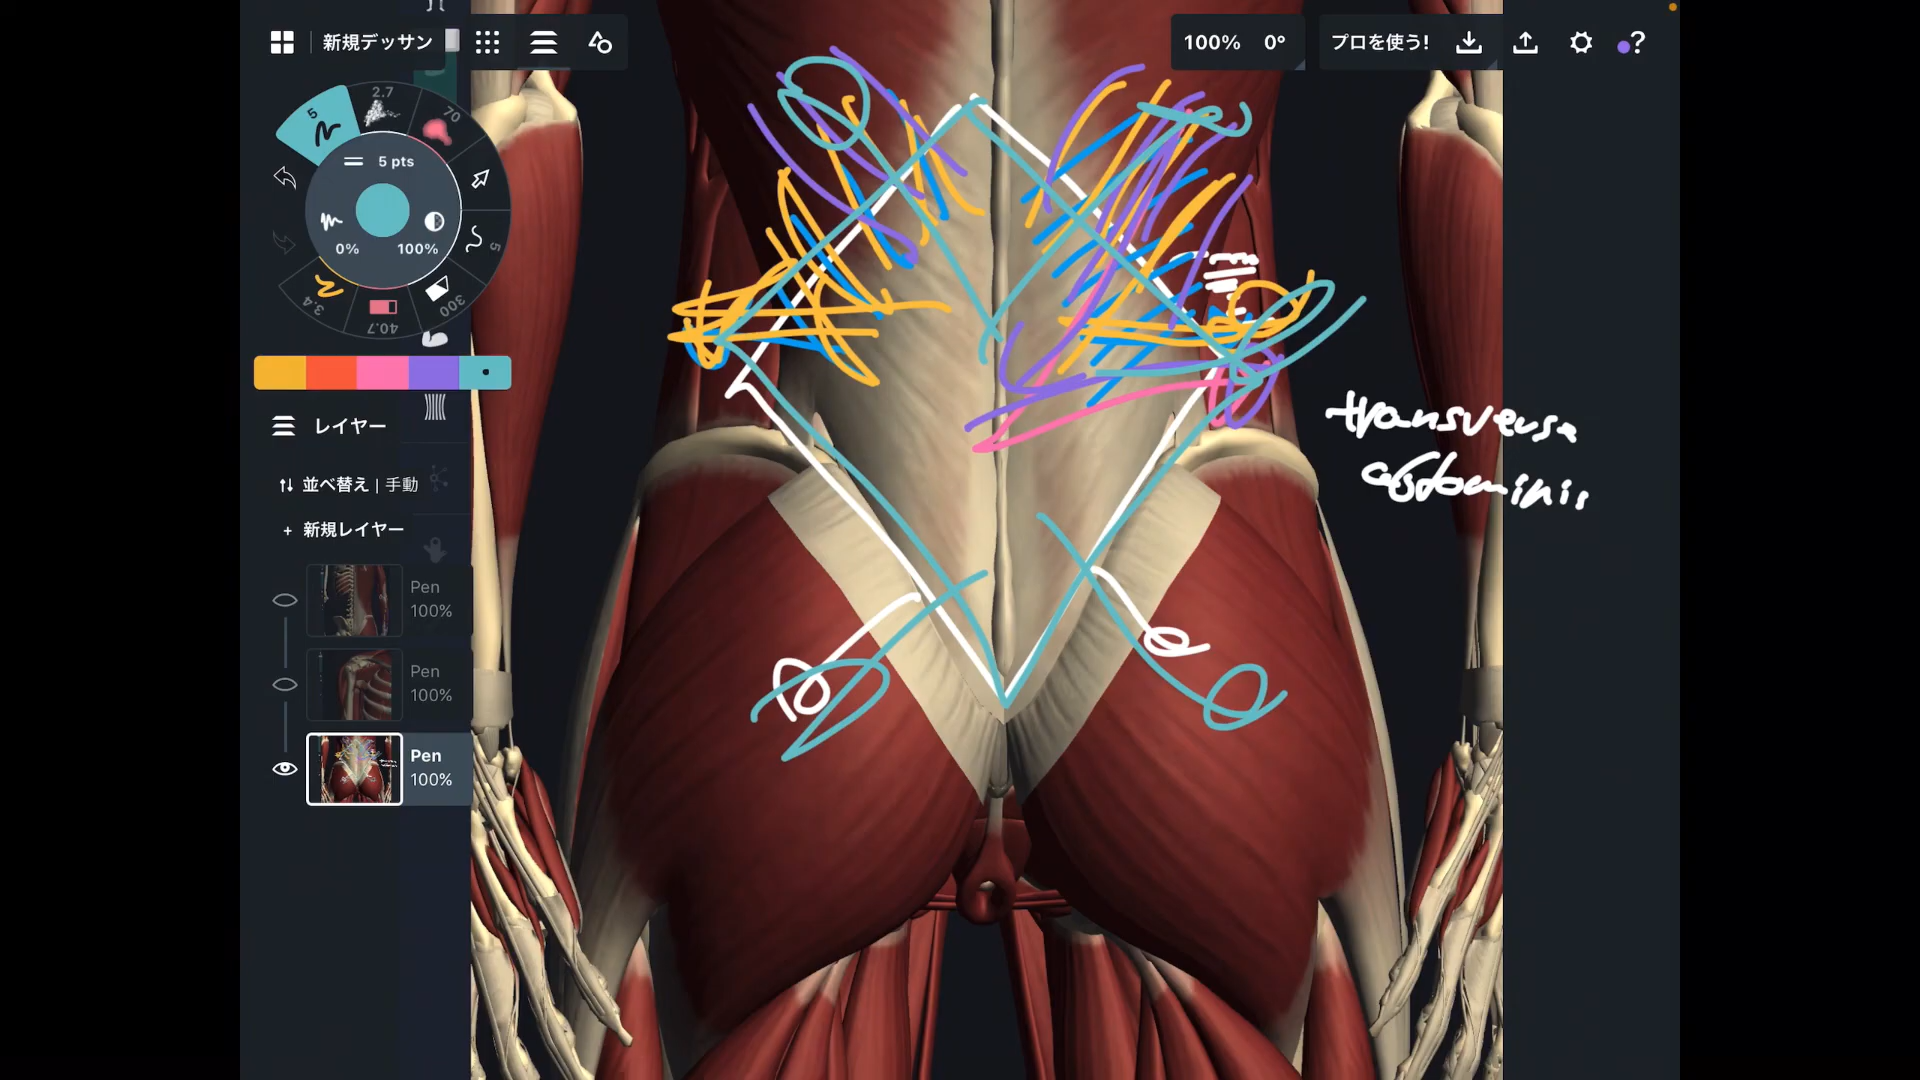 新規デッサン
100% 0°
プロを使う!
?
2.7
5
70
5 pts
0%
100%
5
3.4
40.7
300
レイヤー
並べ替え | 手動
+ 新規レイヤー
Pen
100%
Pen
100%
Pen
100%
transverse
abdominis